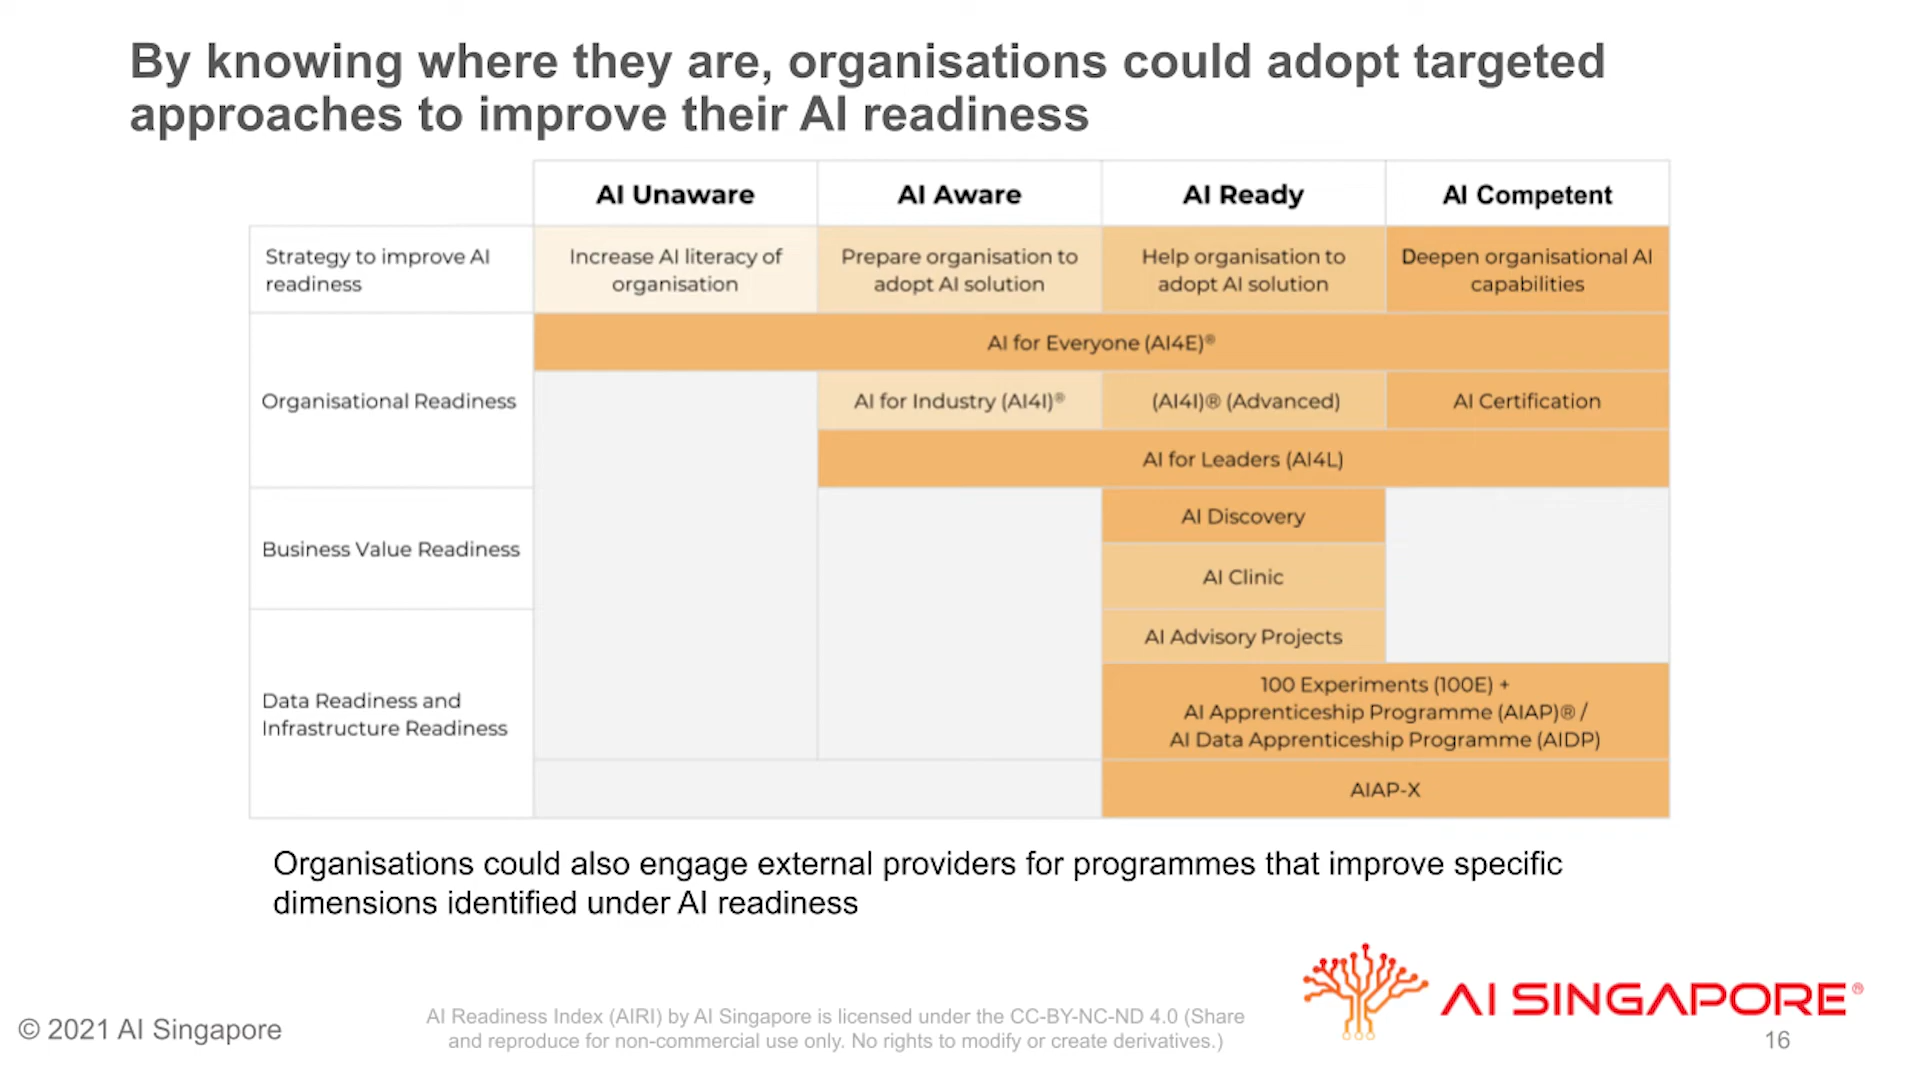 By knowing where they are, organisations could adopt targeted
approaches to improve their AI readiness
AI Unaware
AI Aware
AI Ready
AI Competent
Strategy to improve AI
readiness
Increase AI literacy of
organisation
Prepare organisation to
adopt AI solution
Help organisation to
adopt AI solution
Deepen organisational AI
capabilities
Organisational Readiness
AI for Everyone (AI4E)®
AI for Industry (AI4I)®
(AI4I)® (Advanced)
AI Certification
AI for Leaders (AI4L)
Business Value Readiness
AI Discovery
AI Clinic
Data Readiness and
Infrastructure Readiness
AI Advisory Projects
100 Experiments (100E) +
AI Apprenticeship Programme (AIAP)® /
AI Data Apprenticeship Programme (AIDP)
AIAP-X
Organisations could also engage external providers for programmes that improve specific
dimensions identified under AI readiness
© 2021 AI Singapore
AI Readiness Index (AIRI) by AI Singapore is licensed under the CC-BY-NC-ND 4.0 (Share
and reproduce for non-commercial use only. No rights to modify or create derivatives.)
AI SINGAPORE®
16